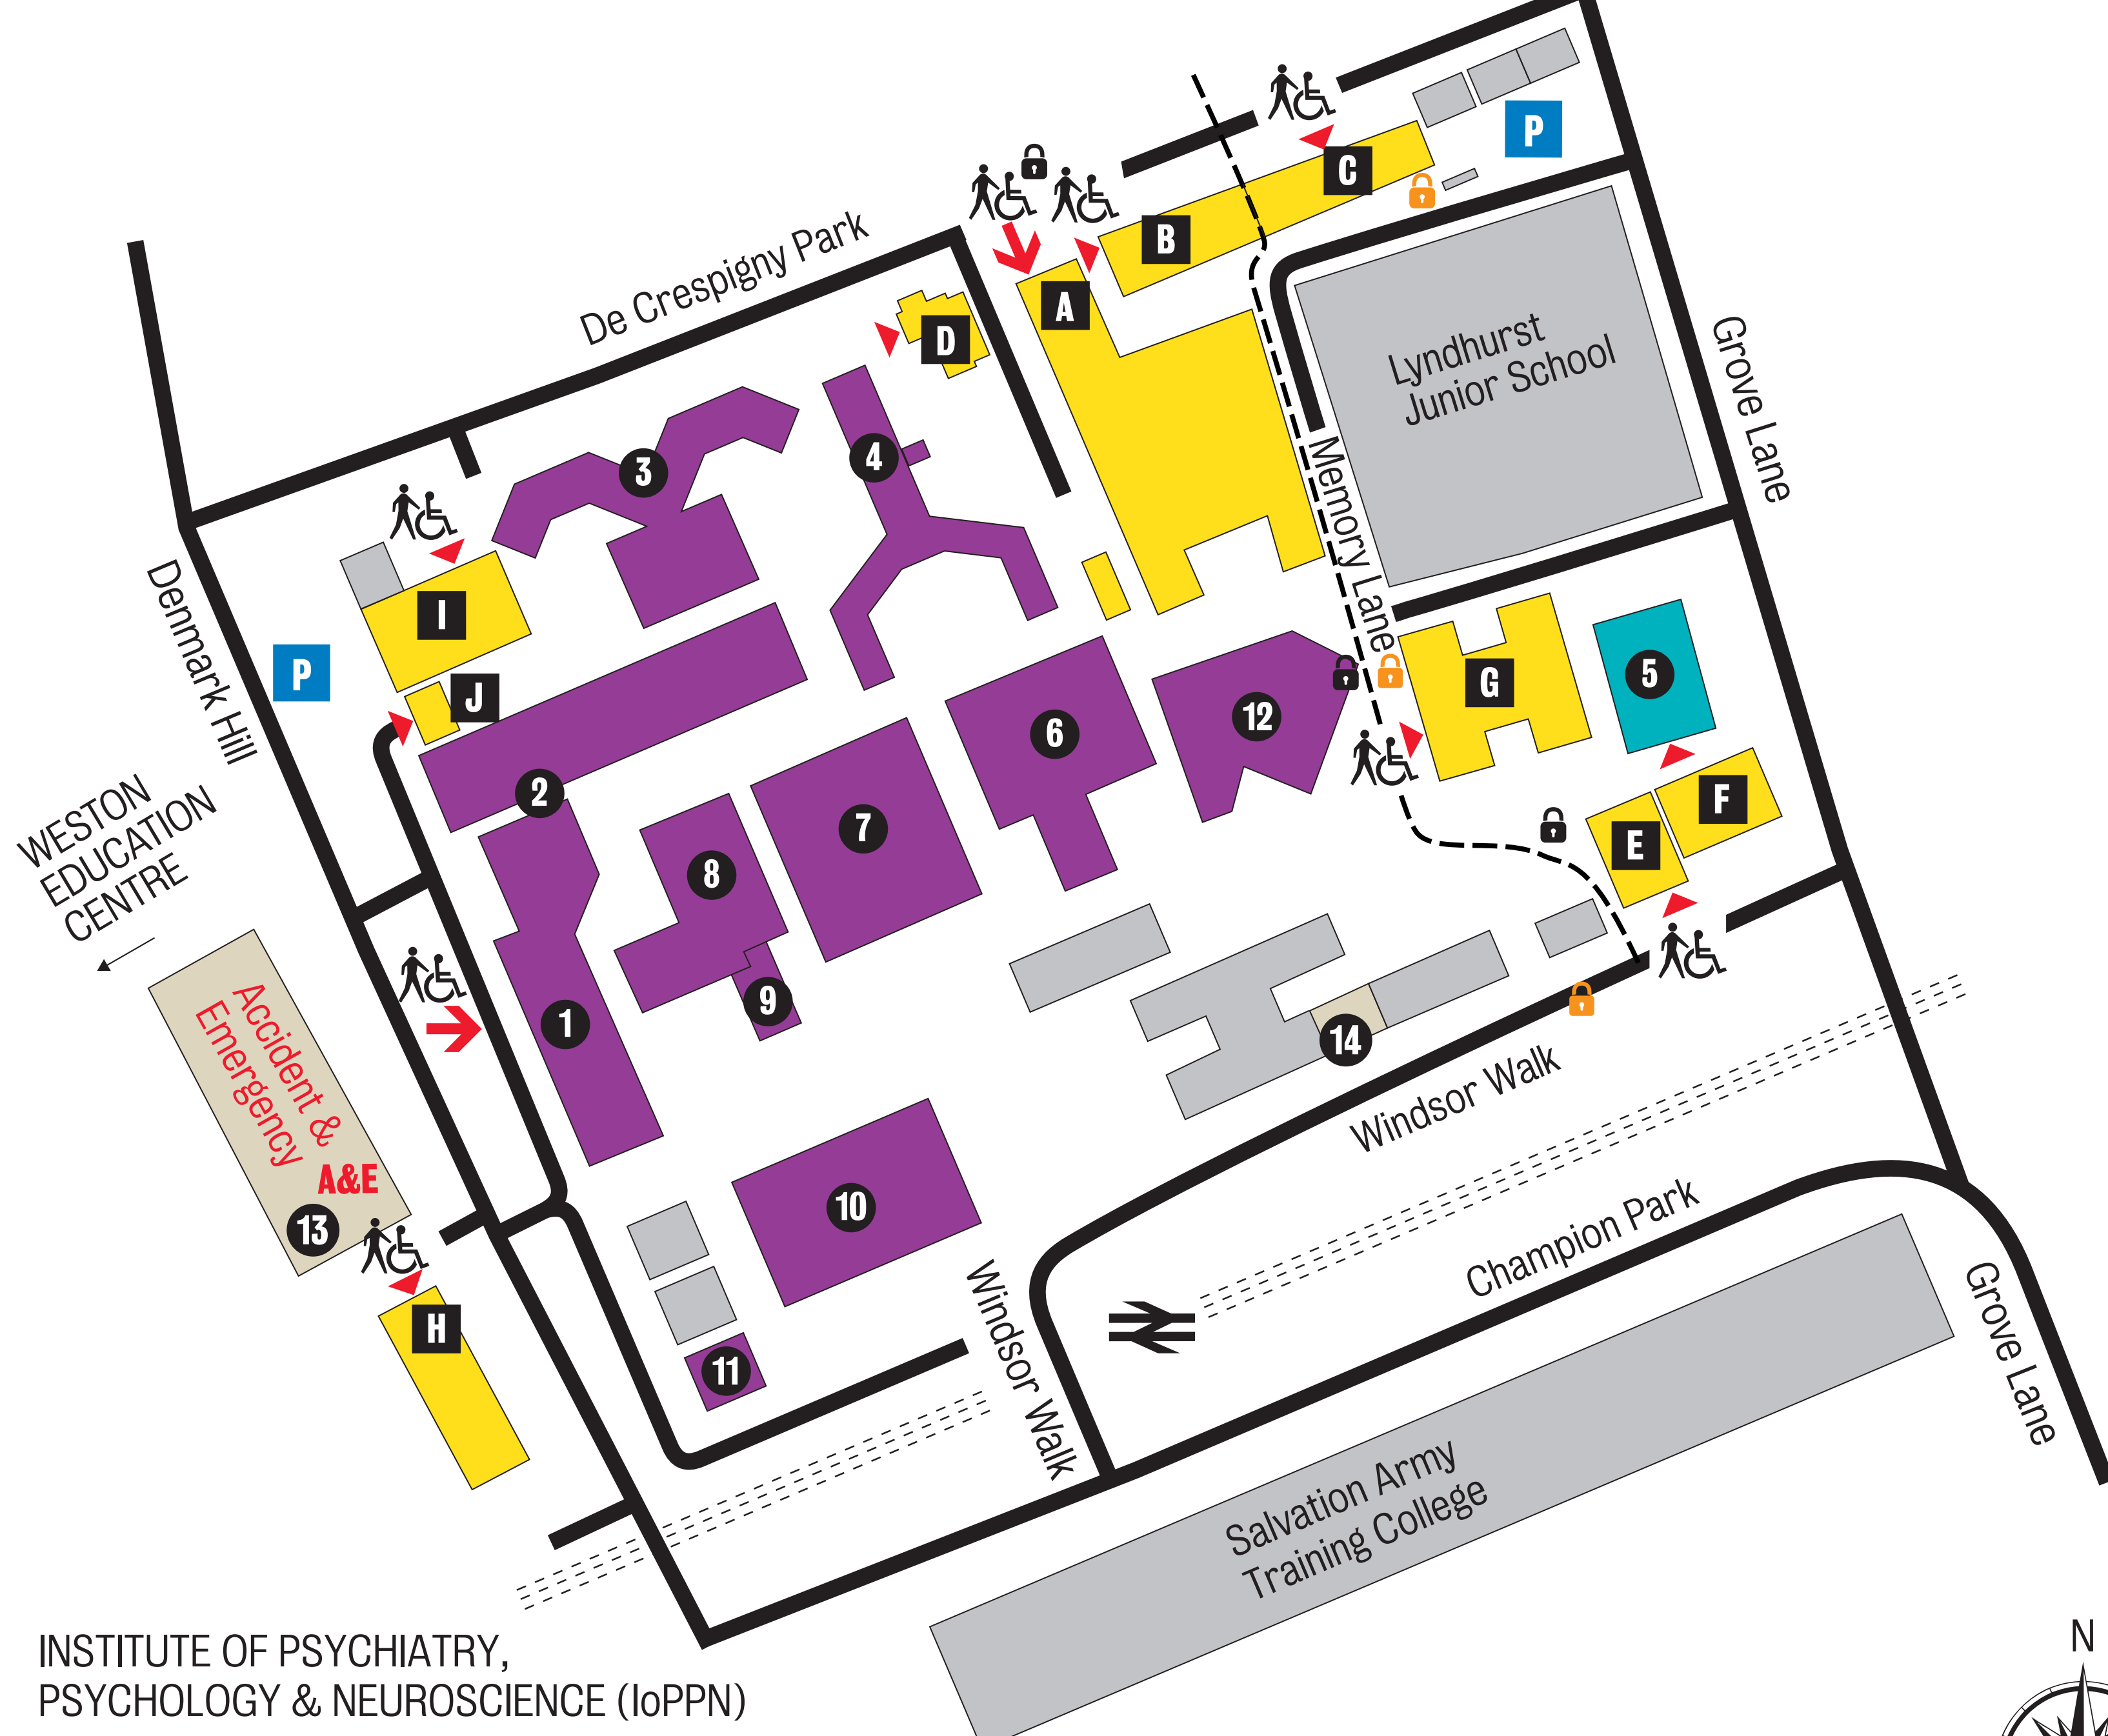 C
P
B
De Crespigny Park
A
D
Lyndhurst
Junior School
Grove Lane
4
3
Memory Lane
I
Denmark Hill
P
J
G
5
12
6
2
7
F
E
8
WESTON
EDUCATION
CENTRE
9
1
14
Accident &
Emergency
A&E
13
Windsor Walk
10
Champion Park
H
11
Windsor Walk
Grove Lane
Salvation Army
Training College
INSTITUTE OF PSYCHIATRY,
PSYCHOLOGY & NEUROSCIENCE (IoPPN)
N